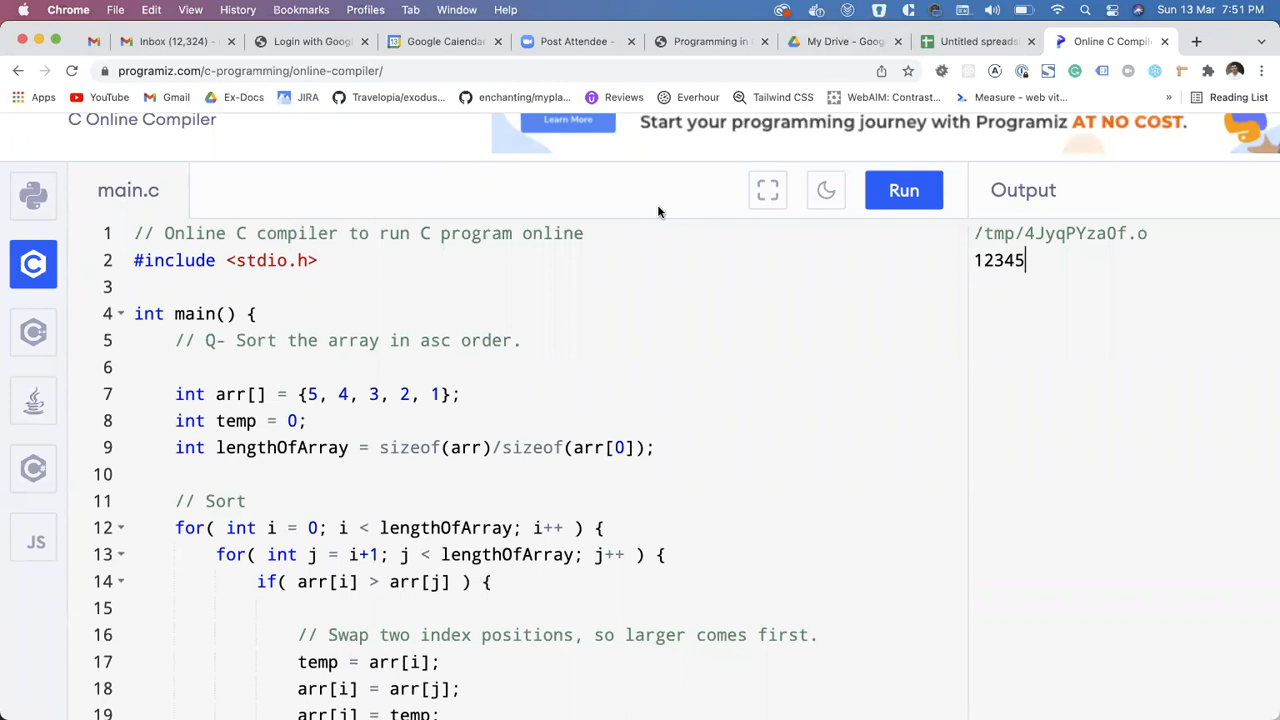 Chrome File Edit View History Bookmarks Profiles Tab Window Help Sun 13 Mar 7:51 PM
Inbox (12,324) - Login with Googl Google Calenda Post Attendee - Programming in My Drive - Goog Untitled spreads Online C Compil
programiz.com/c-programming/online-compiler/
Apps YouTube Gmail Ex-Docs JIRA Travelopia/exodus... enchanting/mypla... Reviews Everhour Tailwind CSS WebAIM: Contrast... Measure - web vit... » Reading List
C Online Compiler Learn More Start your programming journey with Programiz AT NO COST.
main.c Run Output
1 // Online C compiler to run C program online
2 #include <stdio.h>
3
4 int main() {
5 // Q- Sort the array in asc order.
6
7 int arr[] = {5, 4, 3, 2, 1};
8 int temp = 0;
9 int lengthOfArray = sizeof(arr)/sizeof(arr[0]);
10
11 // Sort
12 for( int i = 0; i < lengthOfArray; i++ ) {
13 for( int j = i+1; j < lengthOfArray; j++ ) {
14 if( arr[i] > arr[j] ) {
15
16 // Swap two index positions, so larger comes first.
17 temp = arr[i];
18 arr[i] = arr[j];
19 arr[j] = temp;
JS
/tmp/4JyqPYza0f.o
12345